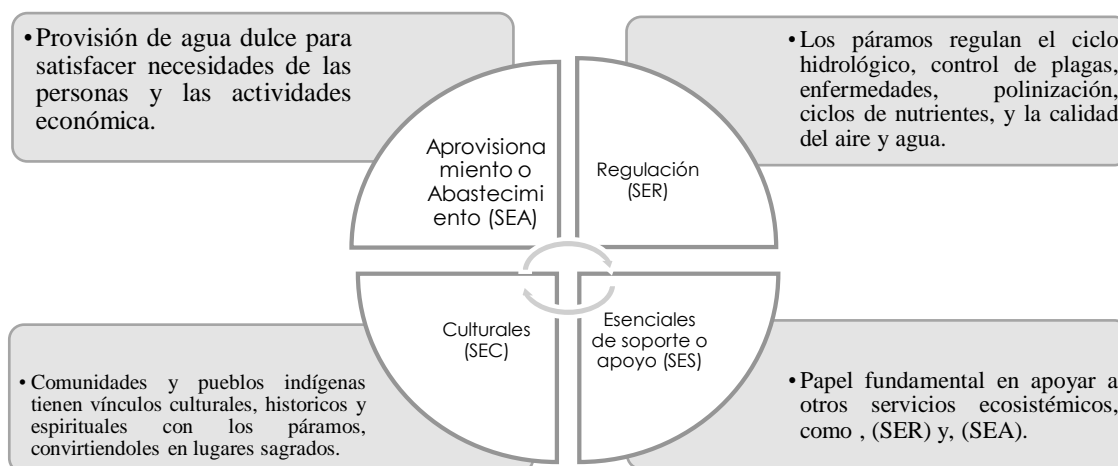 •Provisión de agua dulce para
satisfacer necesidades de las
personas y las actividades
económica.
Aprovisiona
miento o
Abastecimi
ento (SEA)
•Los páramos regulan el ciclo
hidrológico, control de plagas,
enfermedades, polinización,
ciclos de nutrientes, y la calidad
del aire y agua.
Regulación
(SER)
•Comunidades y pueblos indígenas
tienen vínculos culturales, historicos y
espirituales con los páramos,
convirtiendoles en lugares sagrados.
Culturales
(SEC)
Esenciales
de soporte o
apoyo (SES)
•Papel fundamental en apoyar a
otros servicios ecosistémicos,
como , (SER) y, (SEA).